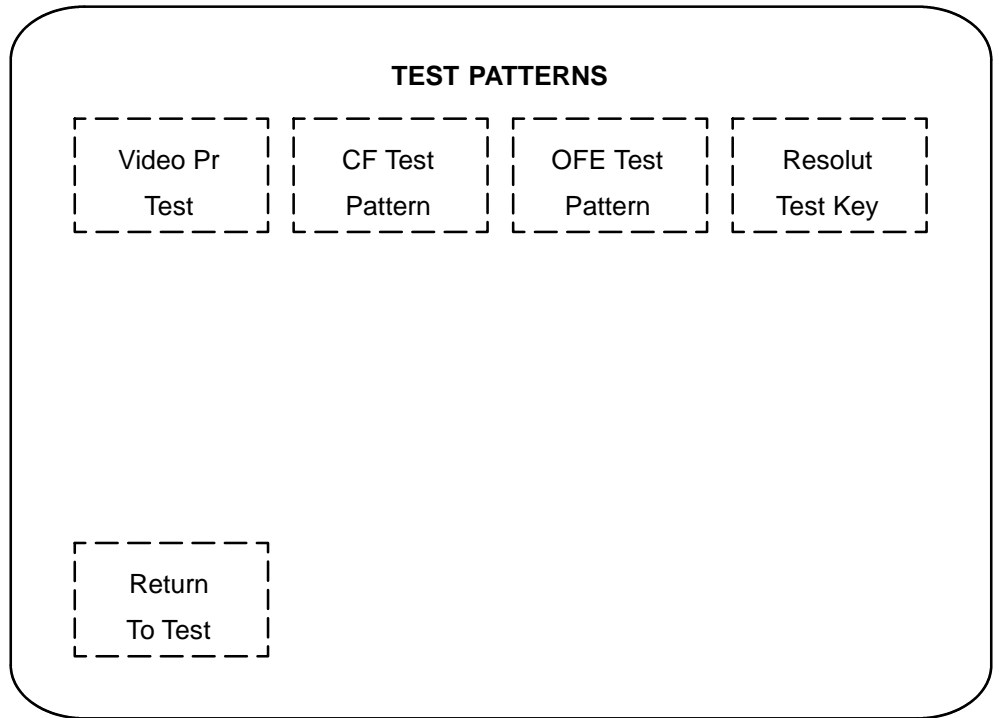 TEST PATTERNS
Video Pr
Test
CF Test
Pattern
OFE Test
Pattern
Resolut
Test Key
Return
To Test